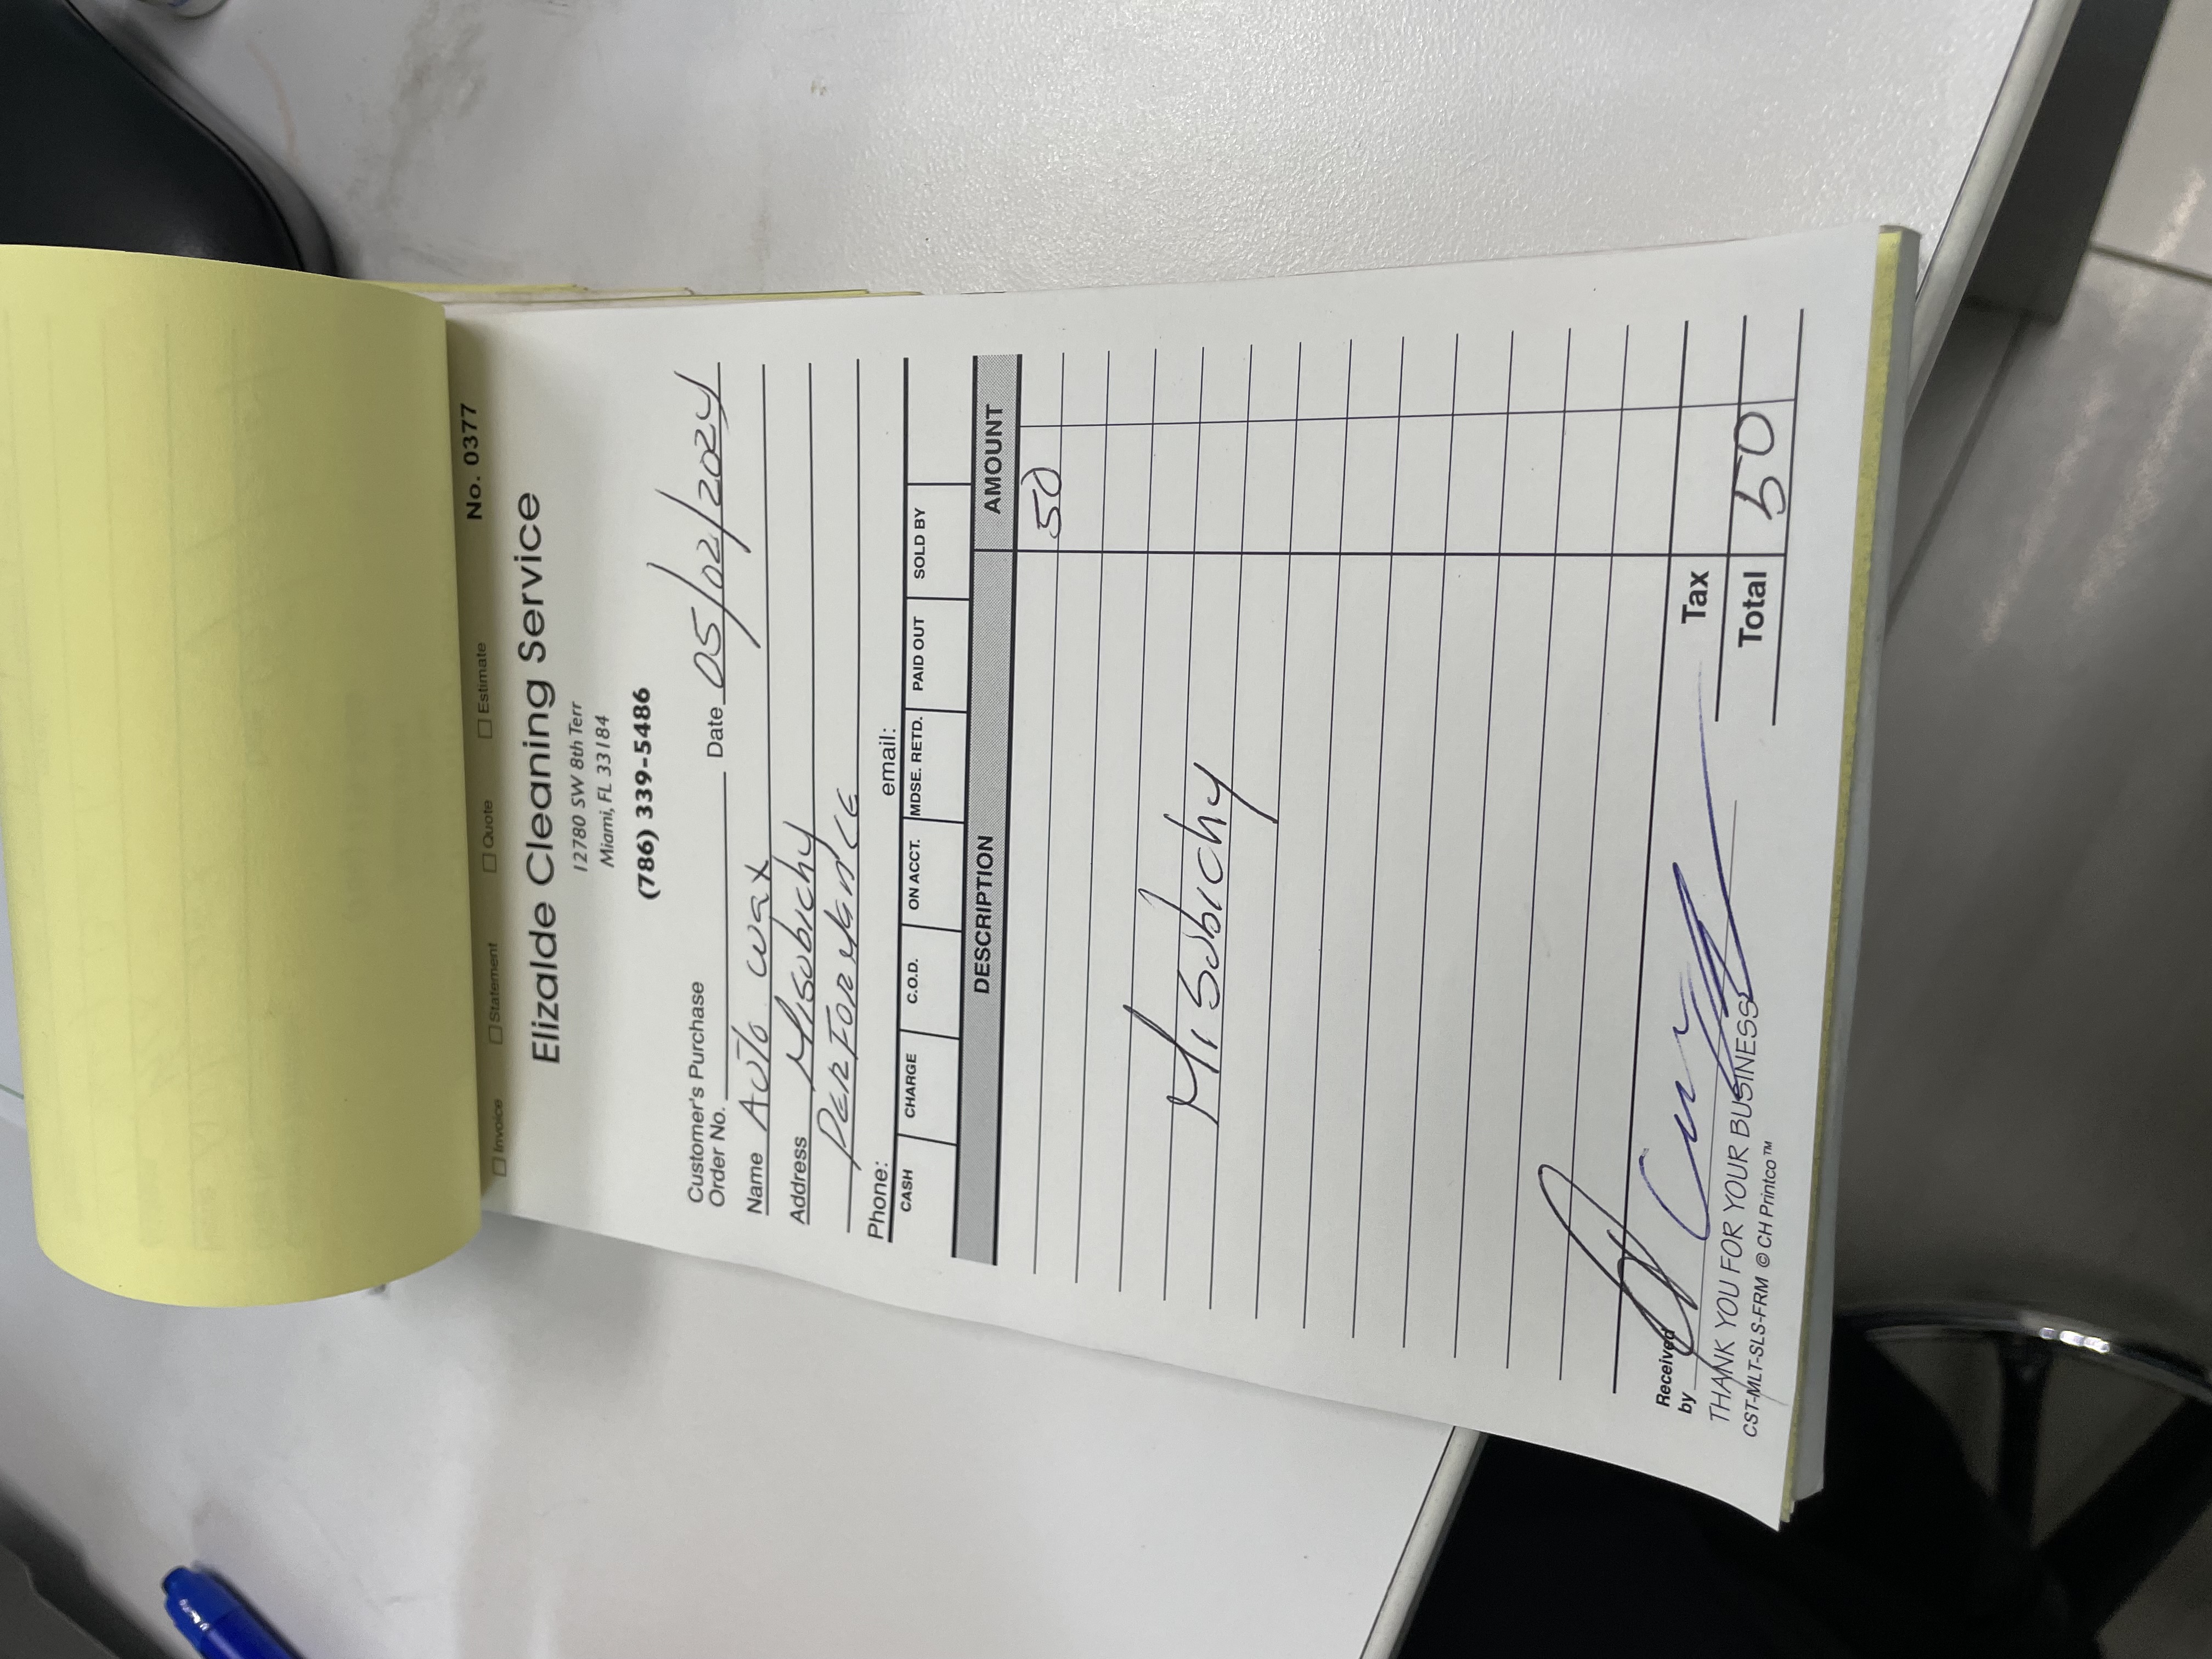 ☐ Invoice ☐ Statement ☐ Quote ☐ Estimate No. 0377
Elizalde Cleaning Service
12780 SW 8th Terr
Miami, FL 33184
(786) 339-5486
Customer's Purchase
Order No. Date 05/02/2024
Name Auto wax
Address Misubichy
PERFORMANCE
Phone: email:
CASH CHARGE C.O.D. ON ACCT. MDSE. RETD. PAID OUT SOLD BY
DESCRIPTION AMOUNT
50
Misubichy
Tax
Received
by
Total 50
THANK YOU FOR YOUR BUSINESS
CST-MLT-SLS-FRM © CH Printco™